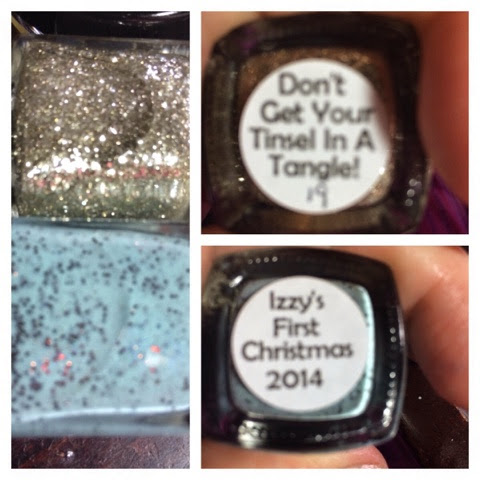 Don't
Get Your
Tinsel In A
Tangle!
19
Izzy's
First
Christmas
2014